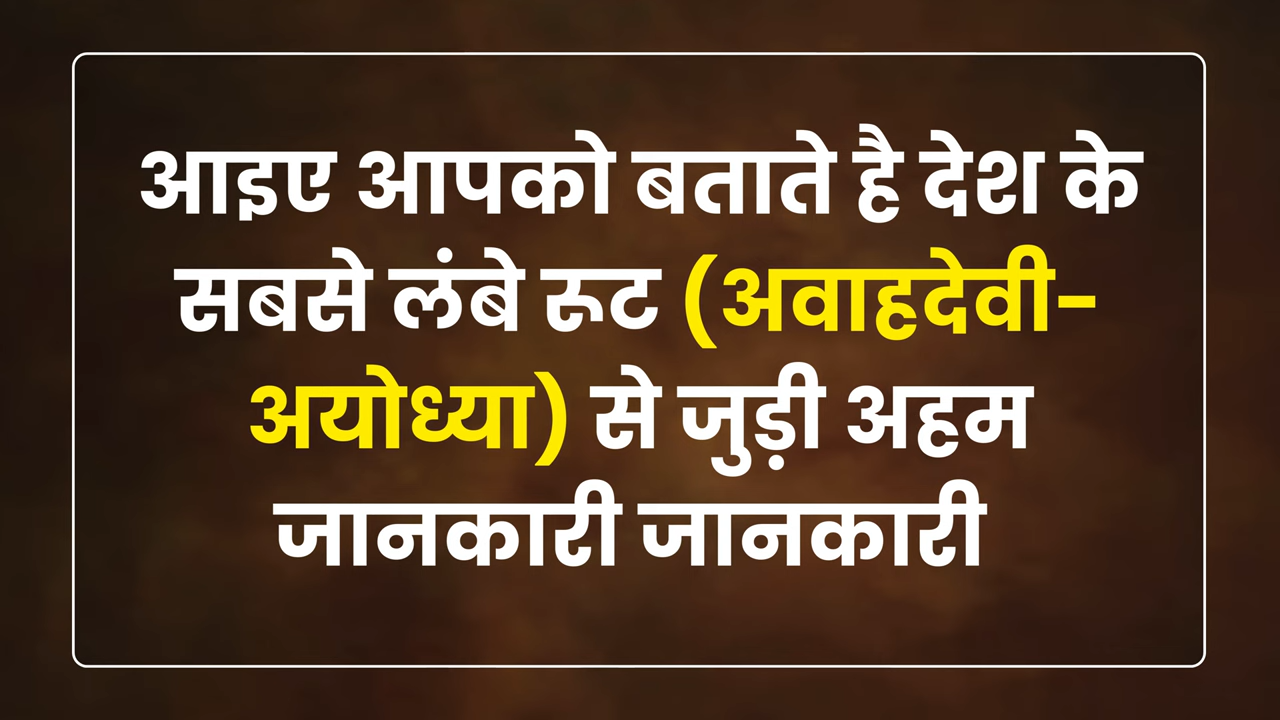 आइए आपको बताते है देश के
सबसे लंबे रूट (अवाहदेवी-
अयोध्या) से जुड़ी अहम
जानकारी जानकारी